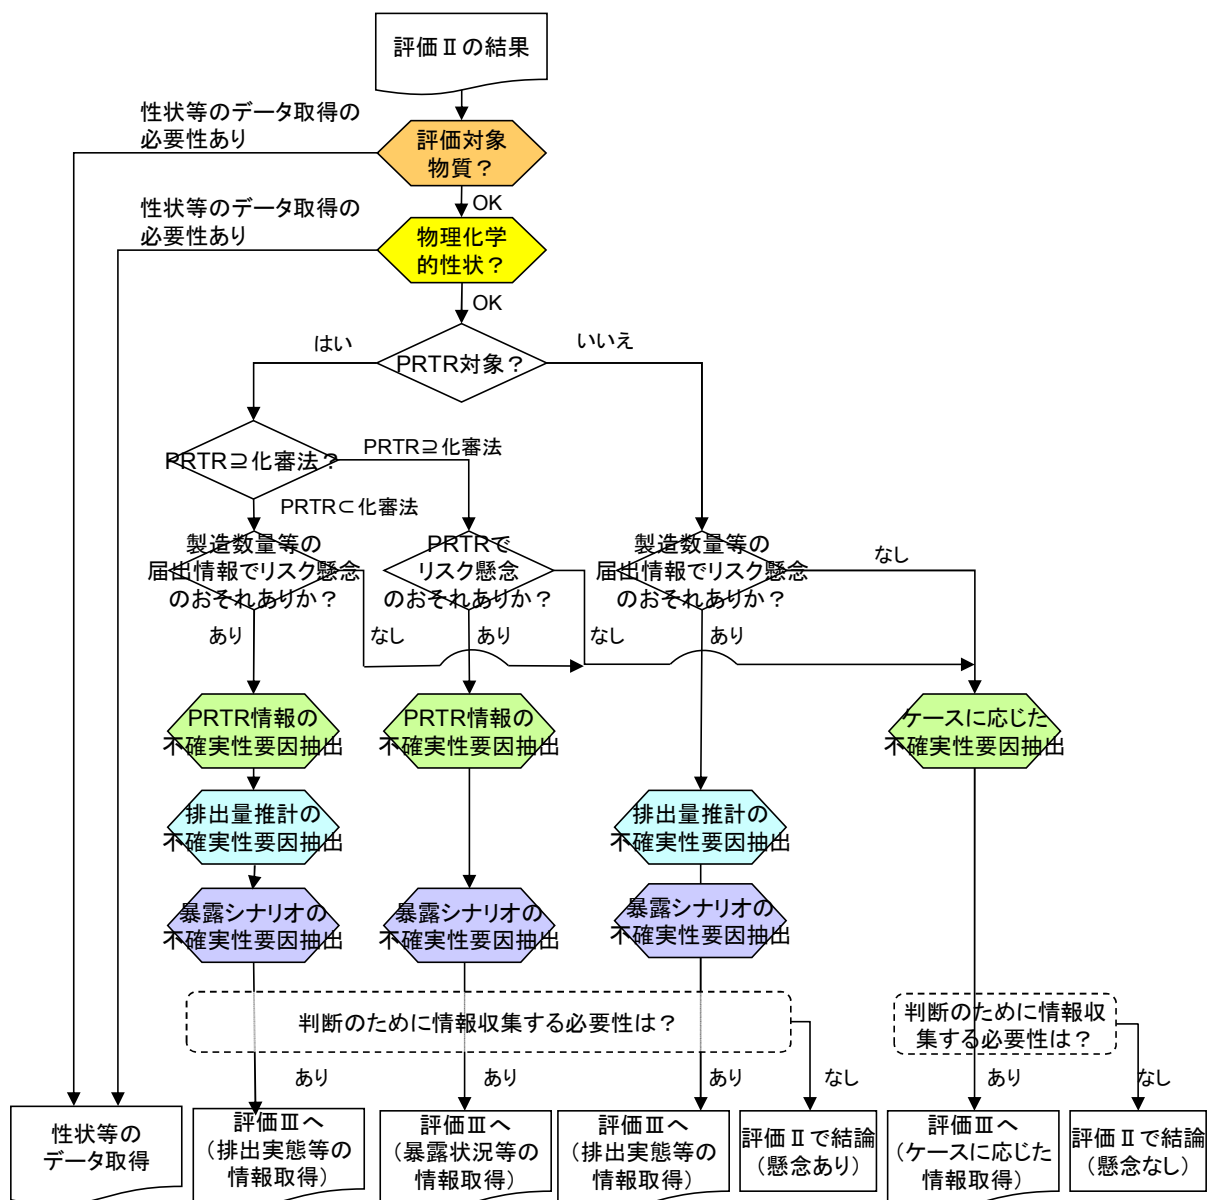 評価Ⅱの結果
性状等のデータ取得の
必要性あり
評価対象
物質？
OK
性状等のデータ取得の
必要性あり
物理化学
的性状？
OK
はい
いいえ
PRTR対象？
PRTR⊇化審法？
PRTR⊇化審法
PRTR⊂化審法
製造数量等の
届出情報でリスク懸念
のおそれありか？
PRTRで
リスク懸念
のおそれありか？
製造数量等の
届出情報でリスク懸念
のおそれありか？
なし
あり
なし
あり
なし
あり
PRTR情報の
不確実性要因抽出
PRTR情報の
不確実性要因抽出
ケースに応じた
不確実性要因抽出
排出量推計の
不確実性要因抽出
排出量推計の
不確実性要因抽出
暴露シナリオの
不確実性要因抽出
暴露シナリオの
不確実性要因抽出
暴露シナリオの
不確実性要因抽出
判断のために情報収集する必要性は？
判断のために情報収
集する必要性は？
あり
あり
あり
なし
あり
なし
性状等の
データ取得
評価Ⅲへ
（排出実態等の
情報取得）
評価Ⅲへ
（暴露状況等の
情報取得）
評価Ⅲへ
（排出実態等の
情報取得）
評価Ⅱで結論
（懸念あり）
評価Ⅲへ
（ケースに応じた
情報取得）
評価Ⅱで結論
（懸念なし）